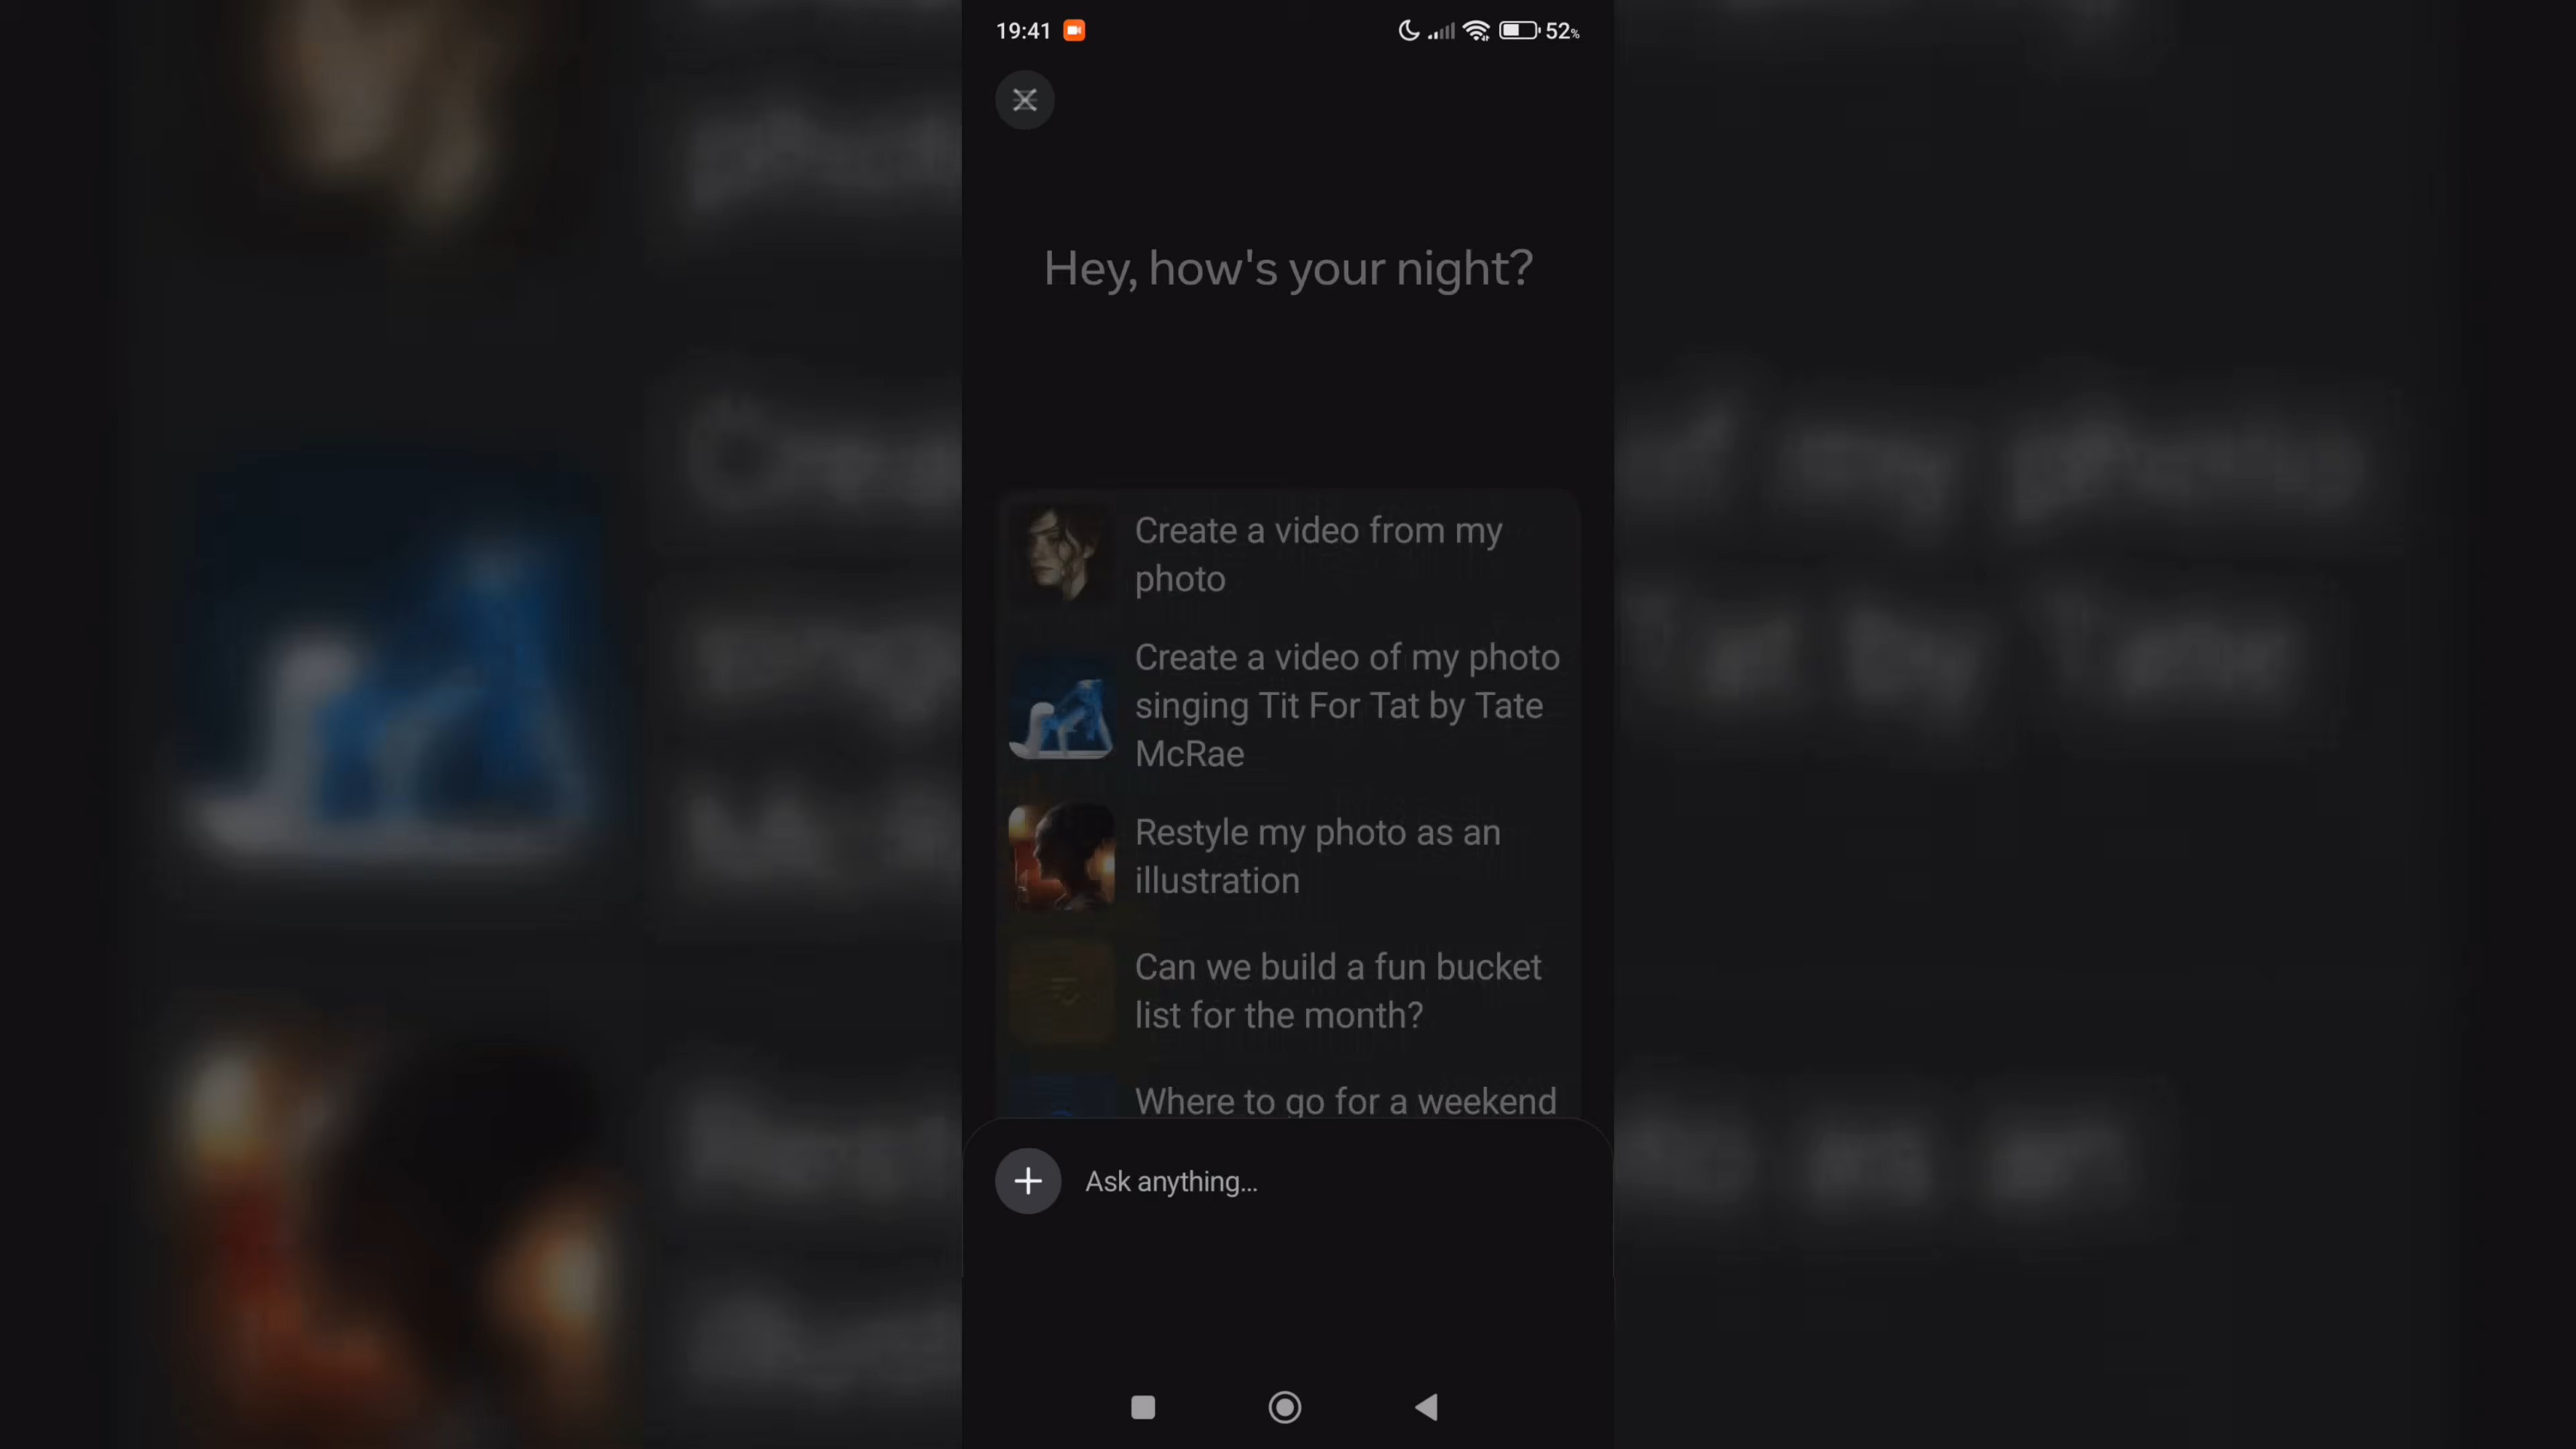 19:41
52%
Hey, how's your night?
Create a video from my
photo
Create a video of my photo
singing Tit For Tat by Tate
McRae
Restyle my photo as an
illustration
Can we build a fun bucket
list for the month?
Where to go for a weekend
Ask anything...